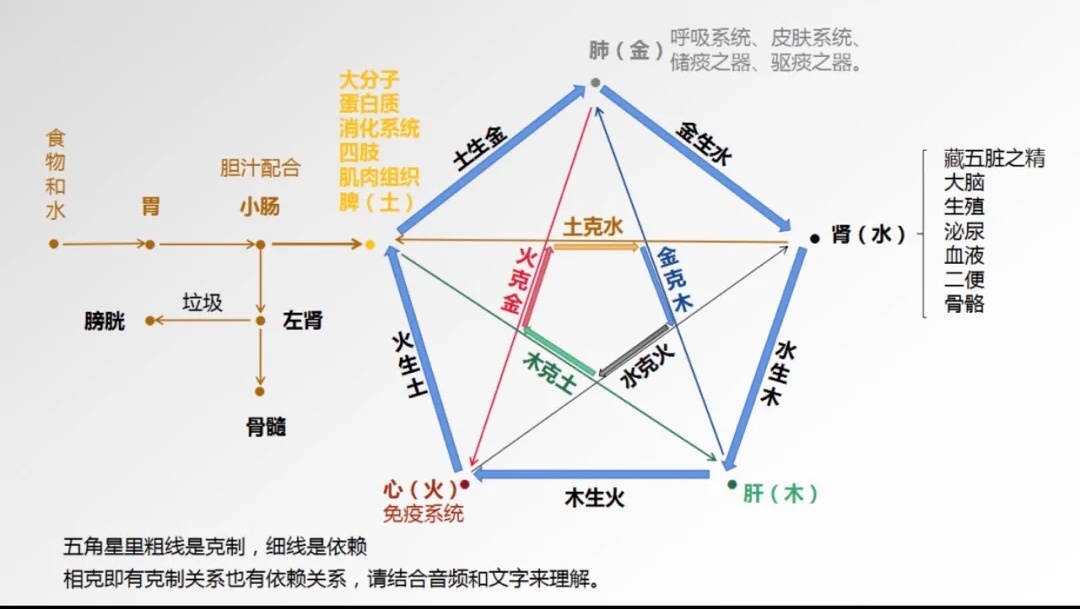 肺（金）
呼吸系统、皮肤系统、
储痰之器、驱痰之器。
大分子
蛋白质
消化系统
四肢
肌肉组织
脾（土）
食物和水
胃
胆汁配合
小肠
垃圾
膀胱
左肾
骨髓
土生金
金生水
土克水
火克金
金克木
木克土
水克火
肾（水）
藏五脏之精
大脑
生殖
泌尿
血液
二便
骨骼
火生土
水生木
心（火）
免疫系统
木生火
肝（木）
五角星里粗线是克制，细线是依赖
相克即有克制关系也有依赖关系，请结合音频和文字来理解。